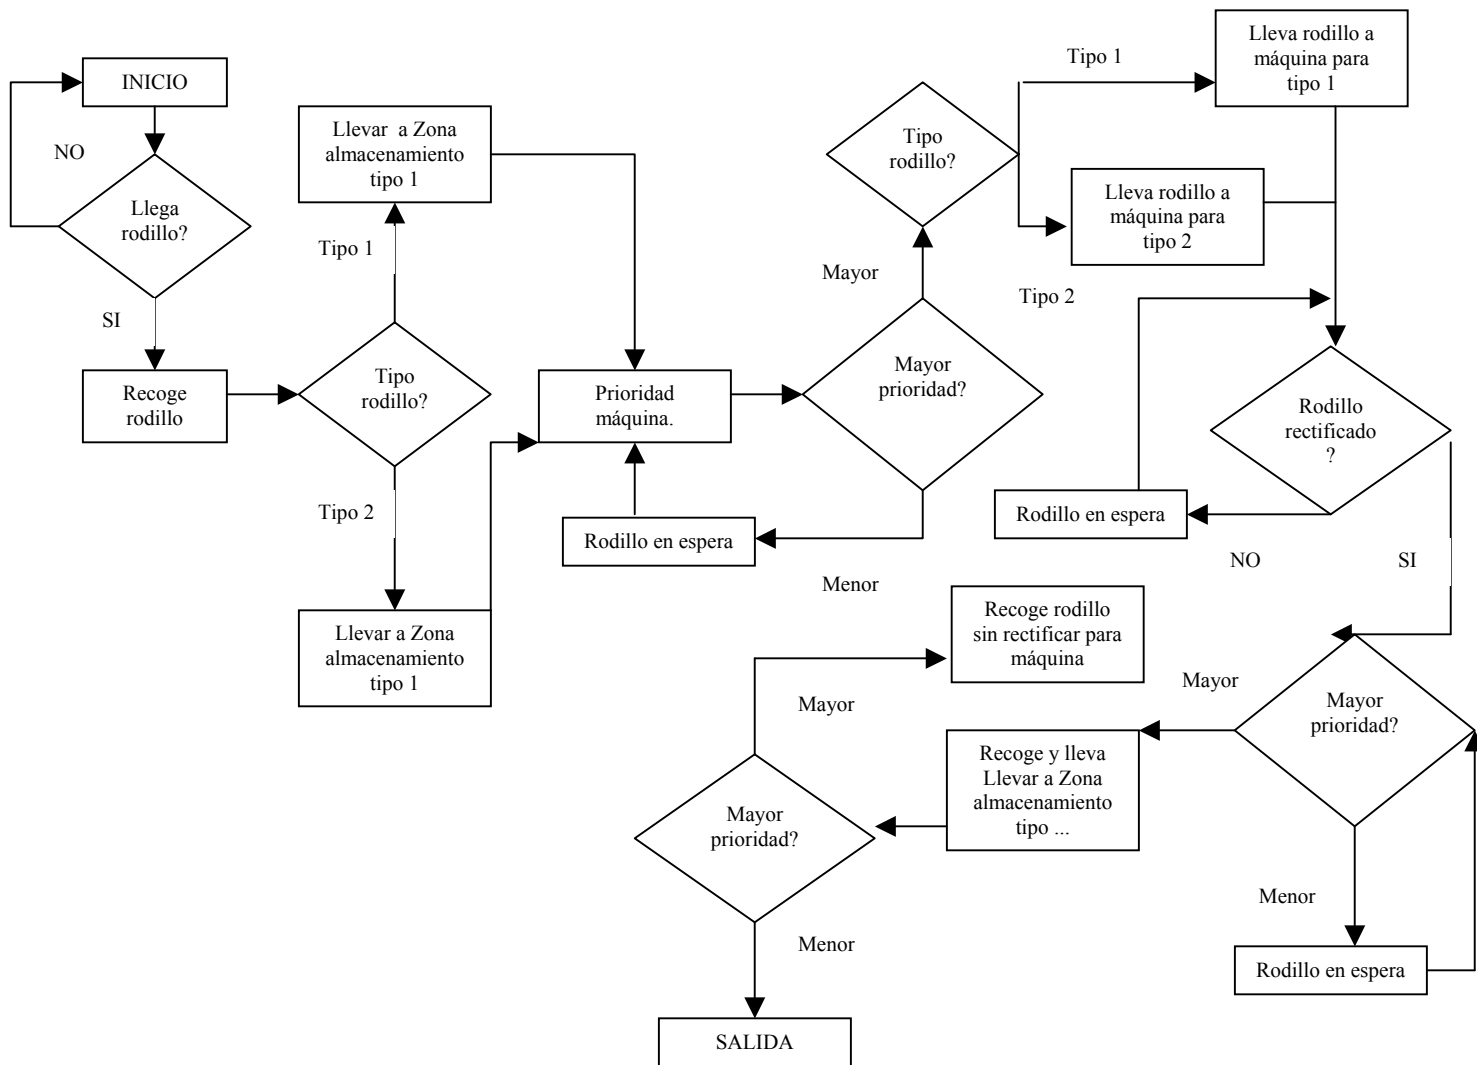 INICIO
NO
Llega
rodillo?
SI
Recoge
rodillo
Llevar a Zona
almacenamiento
tipo 1
Tipo 1
Tipo
rodillo?
Tipo 2
Llevar a Zona
almacenamiento
tipo 1
Prioridad
máquina.
Rodillo en espera
Mayor
prioridad?
Mayor
Menor
Tipo
rodillo?
Tipo 1
Lleva rodillo a
máquina para
tipo 1
Lleva rodillo a
máquina para
tipo 2
Tipo 2
Rodillo
rectificado
?
Rodillo en espera
NO
SI
Mayor
prioridad?
Mayor
Menor
Rodillo en espera
Recoge y lleva
Llevar a Zona
almacenamiento
tipo ...
Recoge rodillo
sin rectificar para
máquina
Mayor
Mayor
prioridad?
Menor
SALIDA